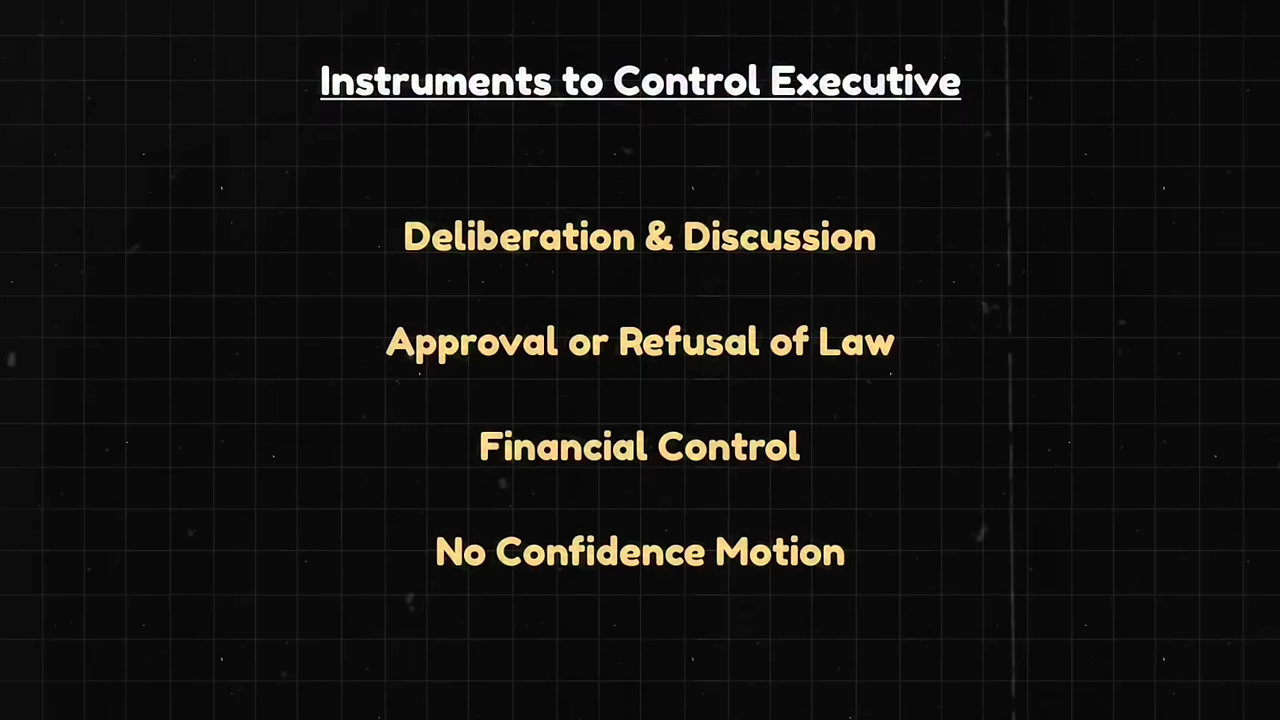 Instruments to Control Executive
Deliberation & Discussion
Approval or Refusal of Law
Financial Control
No Confidence Motion